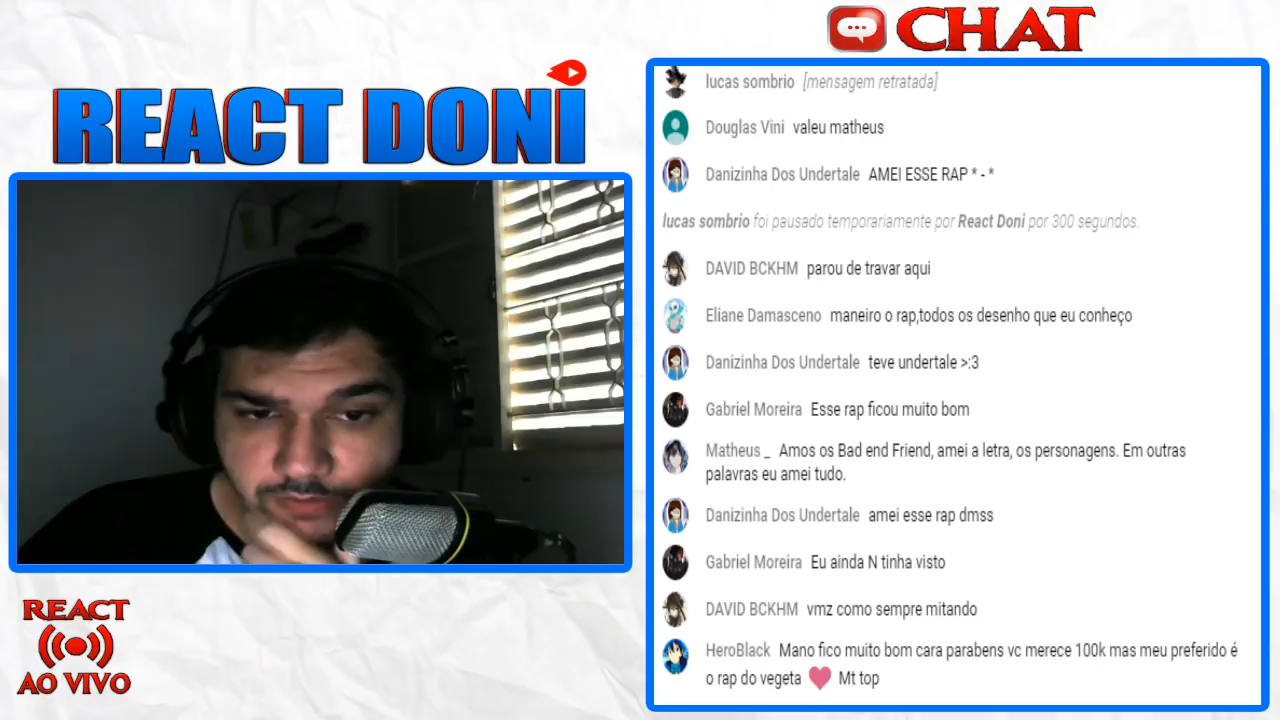 CHAT
REACT DONI
lucas sombrio [mensagem retratada]
Douglas Vini valeu matheus
Danizinha Dos Undertale AMEI ESSE RAP * - *
lucas sombrio foi pausado temporariamente por React Doni por 300 segundos.
DAVID BCKHM parou de travar aqui
Eliane Damasceno maneiro o rap,todos os desenho que eu conheço
Danizinha Dos Undertale teve undertale >:3
Gabriel Moreira Esse rap ficou muito bom
Matheus _ Amos os Bad end Friend, amei a letra, os personagens. Em outras
palavras eu amei tudo.
Danizinha Dos Undertale amei esse rap dmss
Gabriel Moreira Eu ainda N tinha visto
DAVID BCKHM vmz como sempre mitando
HeroBlack Mano fico muito bom cara parabens vc merece 100k mas meu preferido é
o rap do vegeta ♥ Mt top
REACT
AO VIVO